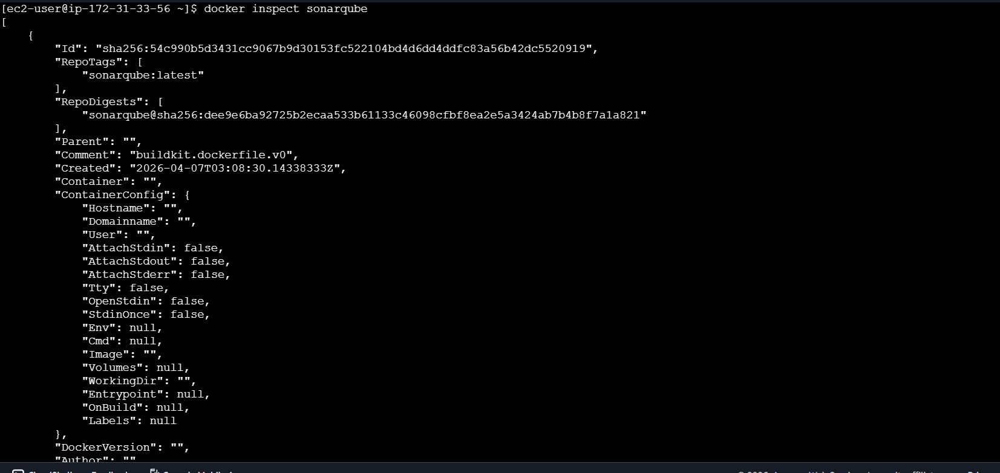 [ec2-user@ip-172-31-33-56 ~]$ docker inspect sonarqube
[
    {
        "Id": "sha256:54c990b5d3431cc9067b9d30153fc522104bd4d6dd4ddfc83a56b42dc5520919",
        "RepoTags": [
            "sonarqube:latest"
        ],
        "RepoDigests": [
            "sonarqube@sha256:dee9e6ba92725b2ecaa533b61133c46098cfbf8ea2e5a3424ab7b4b8f7a1a821"
        ],
        "Parent": "",
        "Comment": "buildkit.dockerfile.v0",
        "Created": "2026-04-07T03:08:30.14338333Z",
        "Container": "",
        "ContainerConfig": {
            "Hostname": "",
            "Domainname": "",
            "User": "",
            "AttachStdin": false,
            "AttachStdout": false,
            "AttachStderr": false,
            "Tty": false,
            "OpenStdin": false,
            "StdinOnce": false,
            "Env": null,
            "Cmd": null,
            "Image": "",
            "Volumes": null,
            "WorkingDir": "",
            "Entrypoint": null,
            "OnBuild": null,
            "Labels": null
        },
        "DockerVersion": "",
        "Author": ""